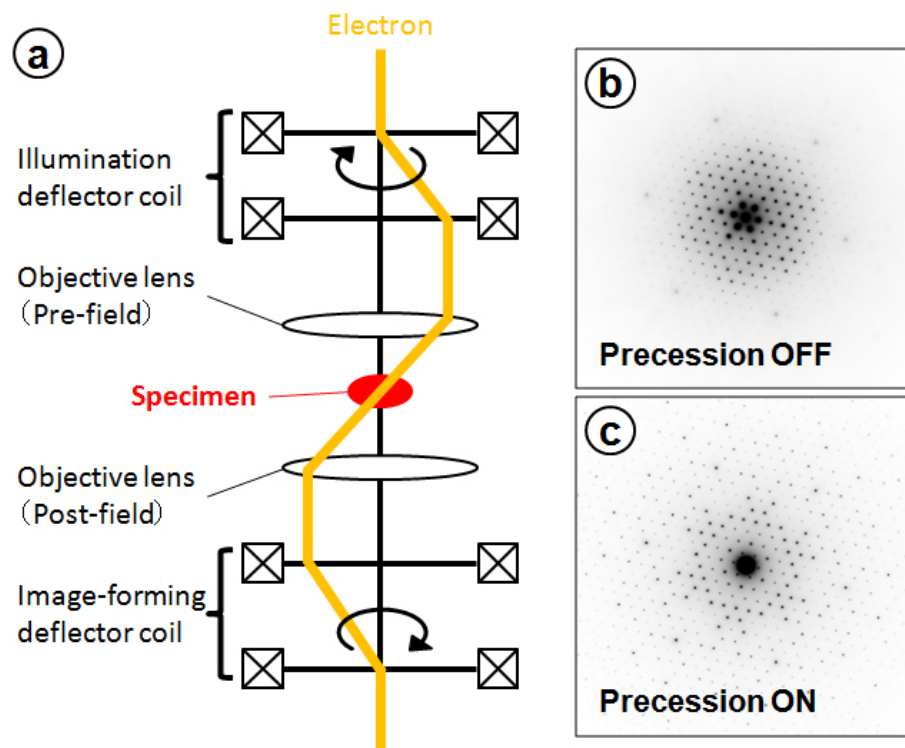 a
Electron
Illumination
deflector coil
Objective lens
（Pre-field）
Specimen
Objective lens
（Post-field）
Image-forming
deflector coil
b
Precession OFF
c
Precession ON